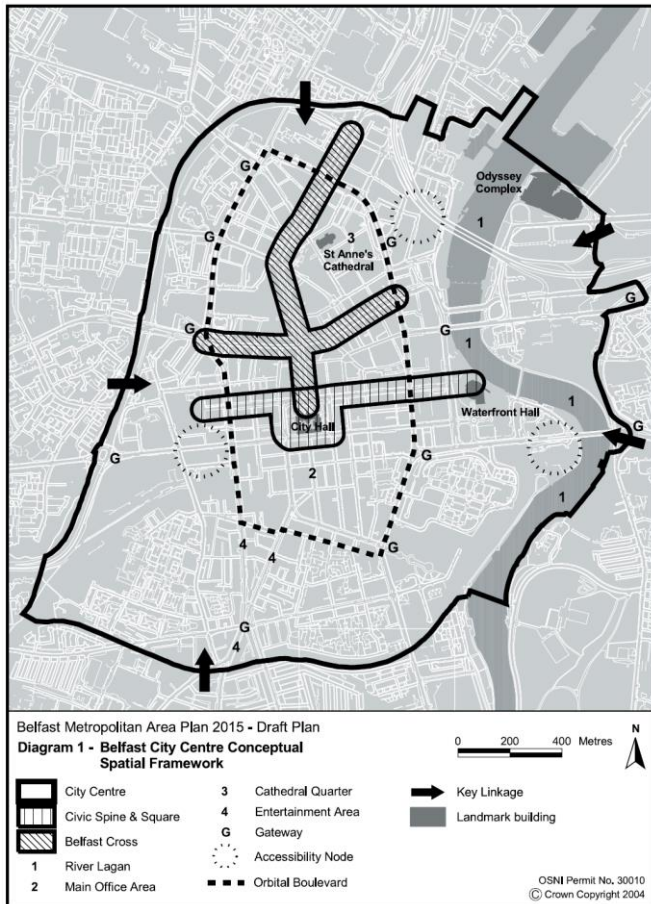 G
Odyssey
Complex
1
3
St Anne's
Cathedral
G
G
G
G
G
1
1
Waterfront Hall
City Hall
G
G
G
2
1
4
4
G
G
4
Belfast Metropolitan Area Plan 2015 - Draft Plan
Diagram 1 - Belfast City Centre Conceptual
Spatial Framework
0 200 400 Metres
N
City Centre
Civic Spine & Square
Belfast Cross
1 River Lagan
2 Main Office Area
3 Cathedral Quarter
4 Entertainment Area
G Gateway
Accessibility Node
Orbital Boulevard
Key Linkage
Landmark building
OSNI Permit No. 30010
© Crown Copyright 2004